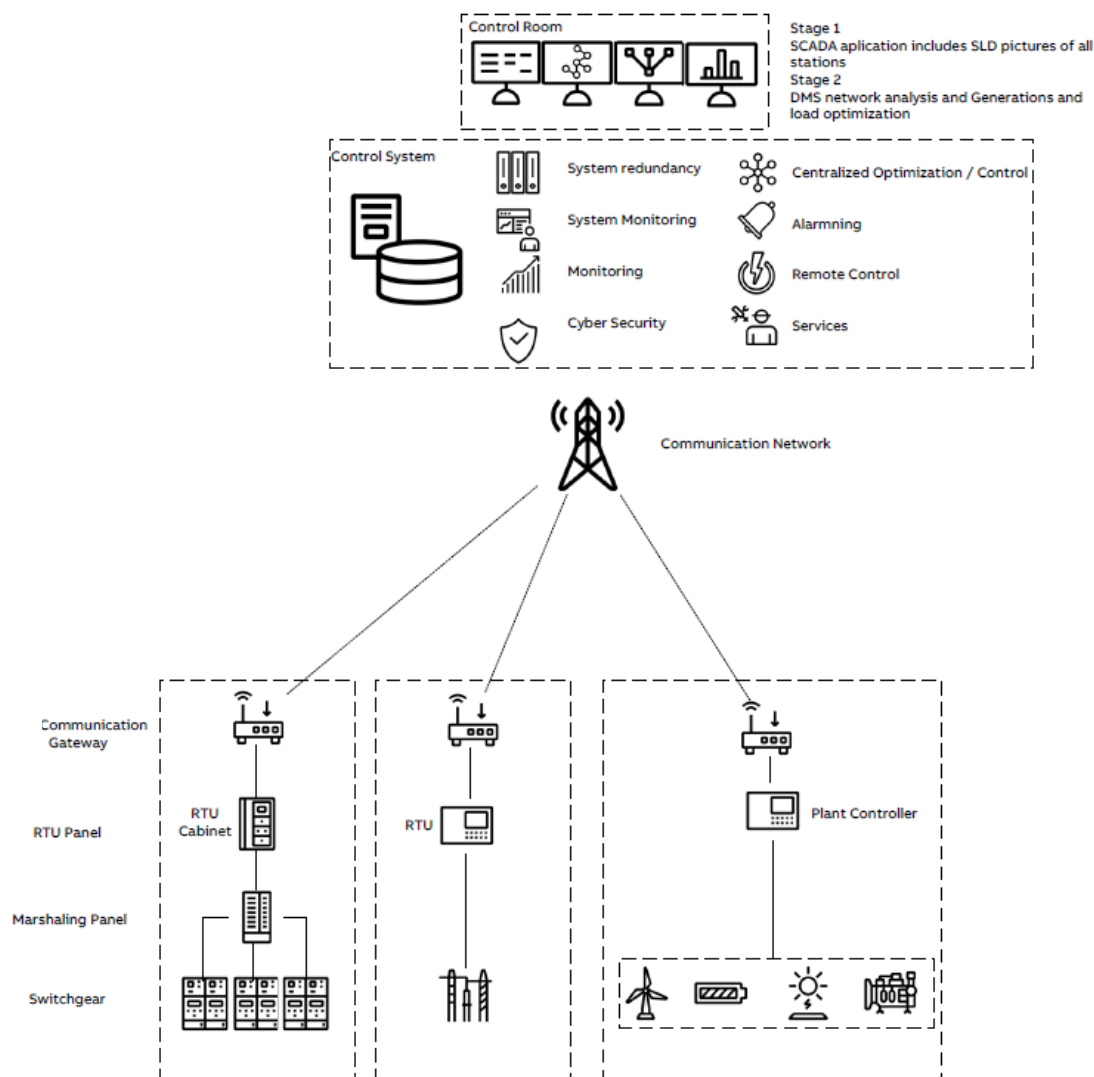 Control Room
Stage 1
SCADA aplication includes SLD pictures of all
stations
Stage 2
DMS network analysis and Generations and
load optimization
Control System
System redundancy
Centralized Optimization / Control
System Monitoring
Alarmning
Monitoring
Remote Control
Cyber Security
Services
Communication Network
Communication
Gateway
RTU Panel
RTU
Cabinet
RTU
Plant Controller
Marshaling Panel
Switchgear